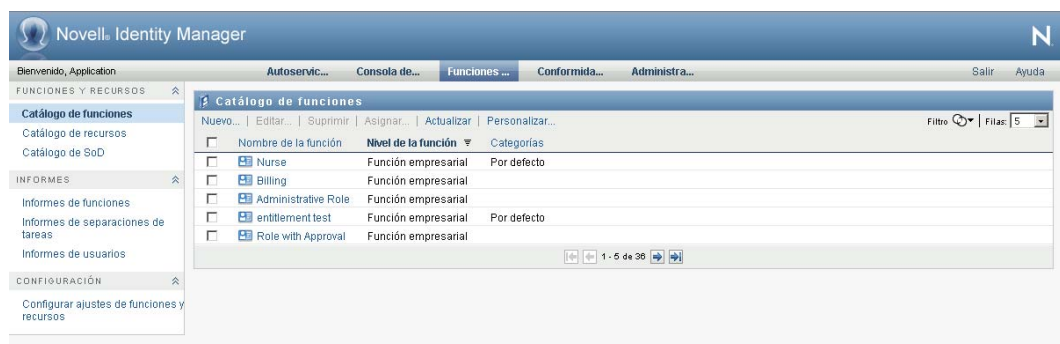 Novell® Identity Manager
N
Bienvenido, Application
Autoservic... Consola de... Funciones ... Conformida... Administra... Salir Ayuda
FUNCIONES Y RECURSOS
Catálogo de funciones
Catálogo de recursos
Catálogo de SoD
INFORMES
Informes de funciones
Informes de separaciones de
tareas
Informes de usuarios
CONFIGURACIÓN
Configurar ajustes de funciones y
recursos
Catálogo de funciones
Nuevo... | Editar... | Suprimir | Asignar... | Actualizar | Personalizar... Filtro | Filas: 5
Nombre de la función Nivel de la función Categorías
Nurse Función empresarial Por defecto
Billing Función empresarial
Administrative Role Función empresarial
entitlement test Función empresarial Por defecto
Role with Approval Función empresarial
1 - 5 de 36